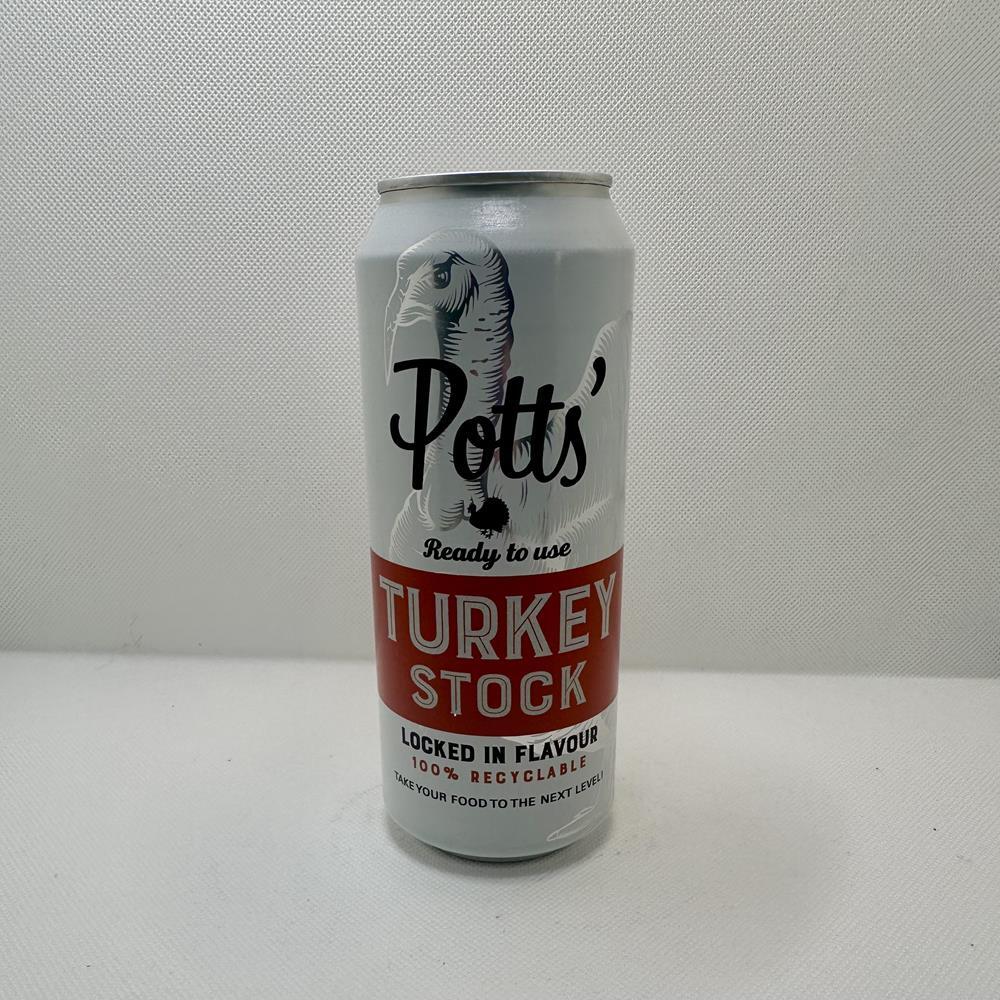 Potts'
Ready to use
TURKEY
STOCK
LOCKED IN FLAVOUR
100% RECYCLABLE
TAKE YOUR FOOD TO THE NEXT LEVEL!